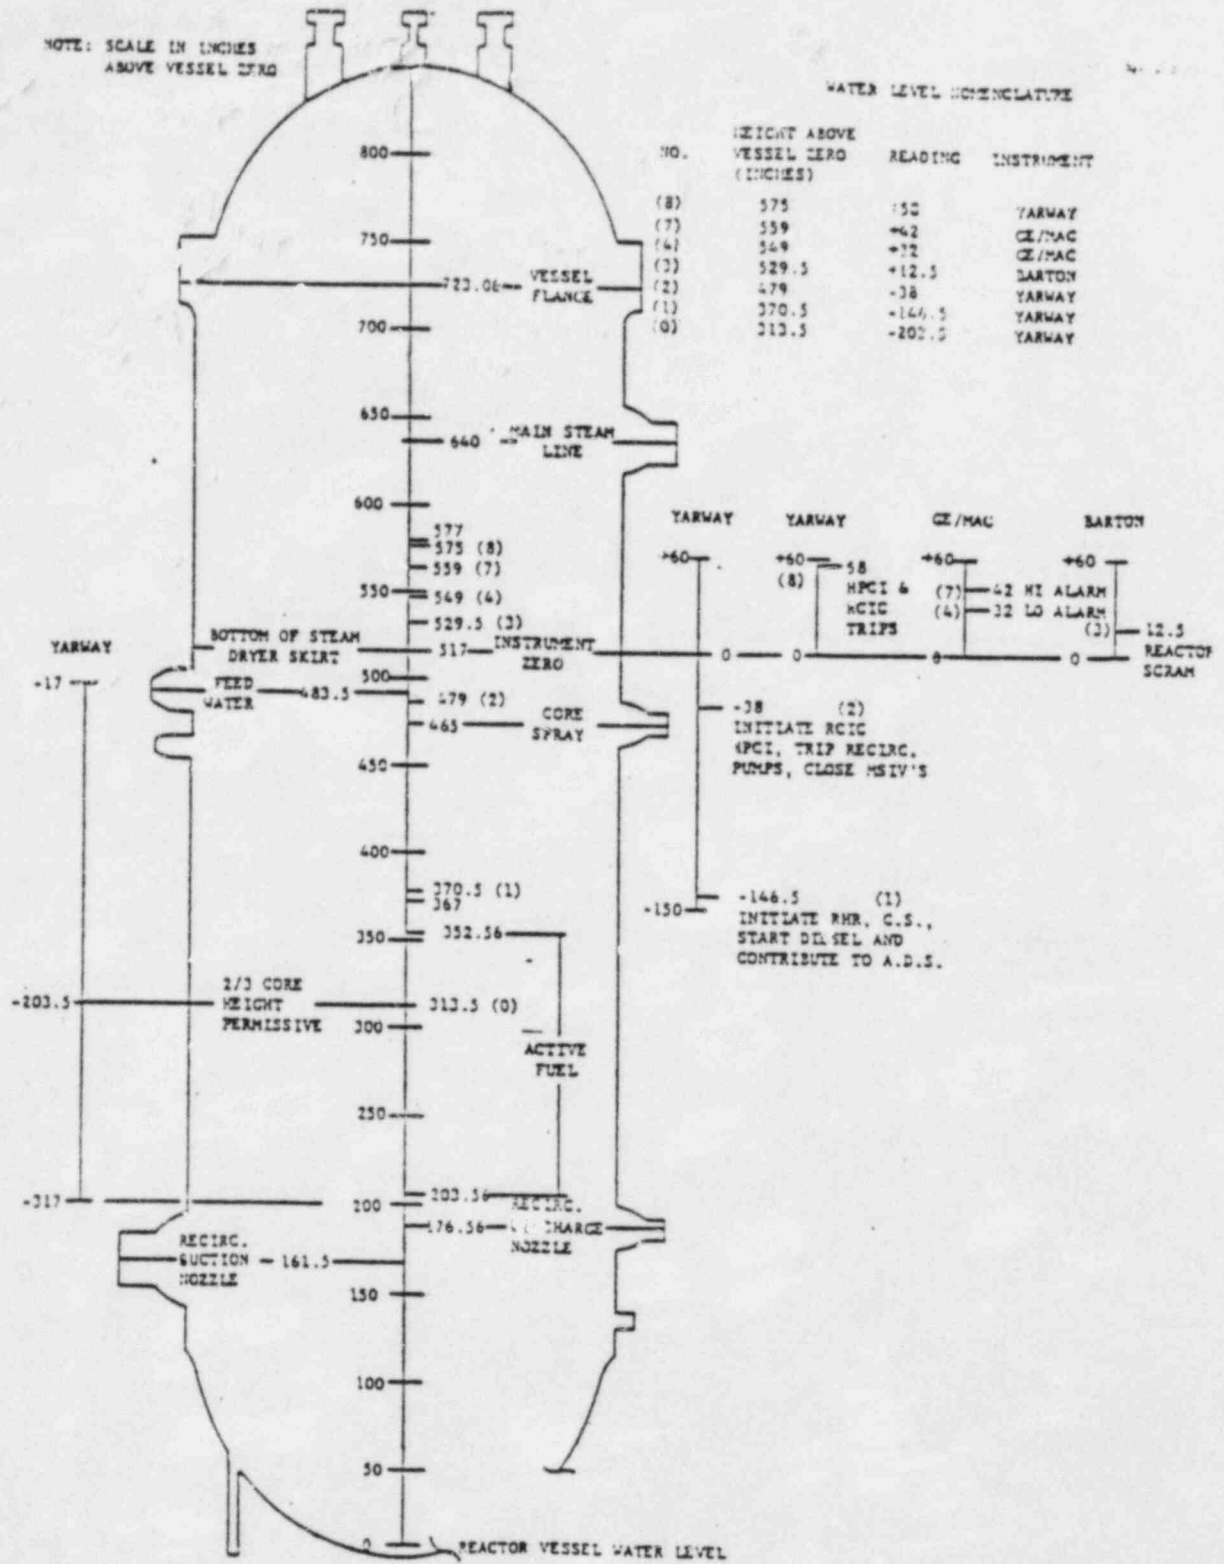 NOTE: SCALE IN INCHES
ABOVE VESSEL ZERO
WATER LEVEL NOMENCLATURE
NO. HEIGHT ABOVE VESSEL ZERO (INCHES) READING INSTRUMENT
(8) 575 +58 YARWAY
(7) 559 +42 GE/MAC
(4) 549 +32 GE/MAC
(3) 529.5 +12.5 BARTON
(2) 479 -38 YARWAY
(1) 370.5 -146.5 YARWAY
(0) 313.5 -203.5 YARWAY
800
750
723.06 VESSEL
FLANGE
700
650
640 MAIN STEAM
LINE
600
577
575 (8)
559 (7)
550
549 (4)
529.5 (3)
BOTTOM OF STEAM
DRYER SKIRT
517 INSTRUMENT
ZERO
500
FEED
WATER
483.5
479 (2)
465 CORE
SPRAY
450
400
370.5 (1)
367
352.56
350
2/3 CORE
HEIGHT
PERMISSIVE
313.5 (0)
300
ACTIVE
FUEL
250
203.56
200
RECIRC.
DISCHARGE
NOZZLE
176.56
RECIRC.
SUCTION
NOZZLE
161.5
150
100
50
0
REACTOR VESSEL WATER LEVEL
YARWAY
-17
-203.5
-317
YARWAY YARWAY GE/MAC BARTON
+60 +60 +60 +60
(8) 58
HPCI &
RCIC
TRIPS
(7) 42 HI ALARM
(4) 32 LO ALARM
(3) 12.5
REACTOR
SCRAM
0 0 0 0
-38 (2)
INITIATE RCIC
HPCI, TRIP RECIRC.
PUMPS, CLOSE MSIV'S
-150
-146.5 (1)
INITIATE RHR, C.S.,
START DIESEL AND
CONTRIBUTE TO A.D.S.